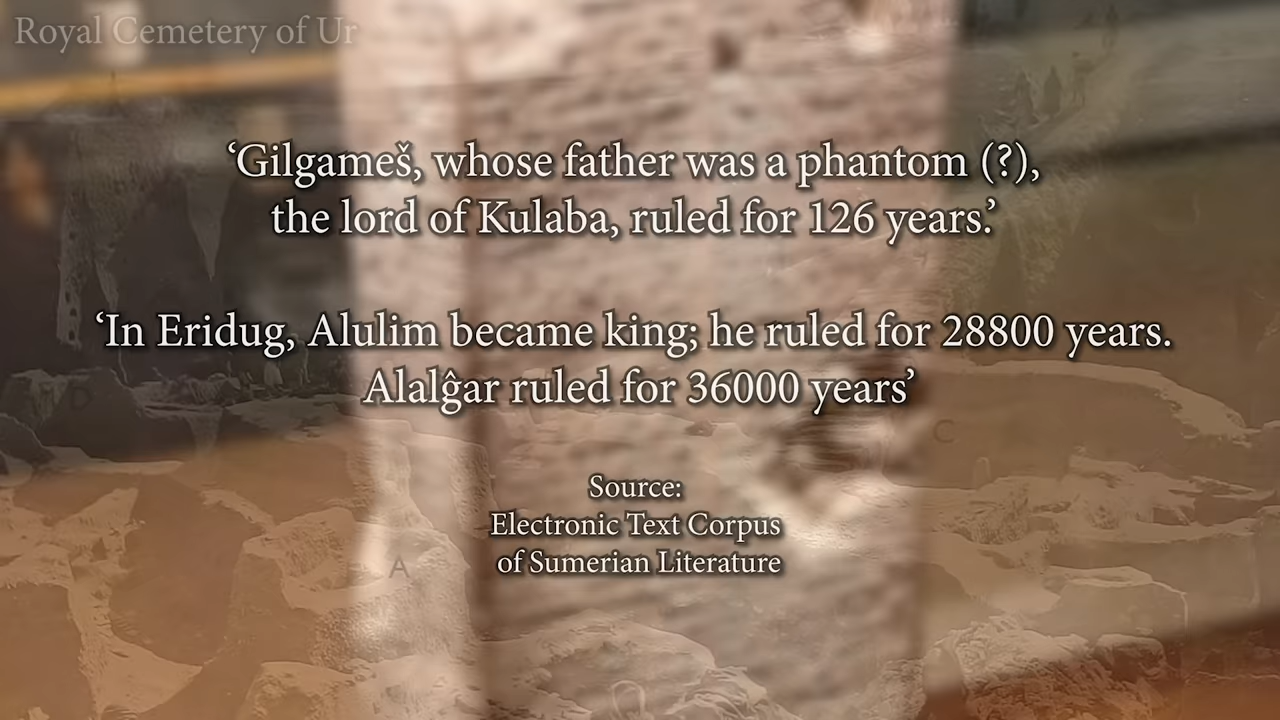 Royal Cemetery of Ur
‘Gilgameš, whose father was a phantom (?),
the lord of Kulaba, ruled for 126 years.’
‘In Eridug, Alulim became king; he ruled for 28800 years.
Alalĝar ruled for 36000 years’
Source:
Electronic Text Corpus
of Sumerian Literature
D
C
A